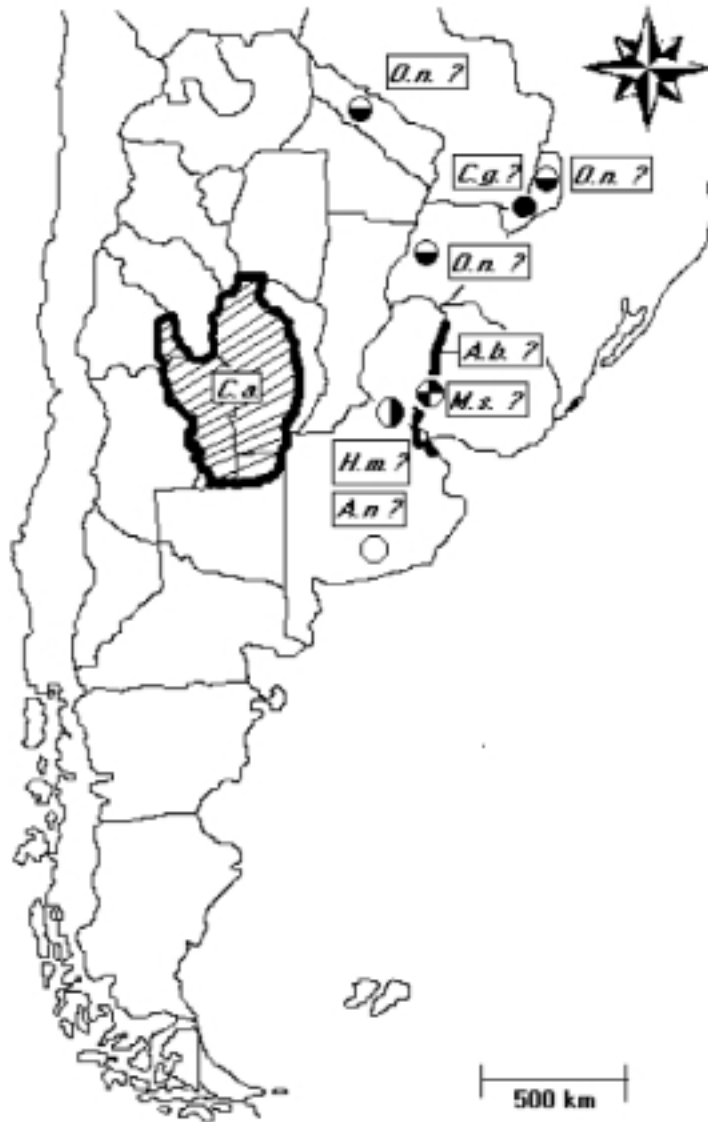 O.n. ?
C.g. ?
O.n. ?
O.n. ?
A.b. ?
C.a.
M.s. ?
H.m. ?
A.n ?
500 km